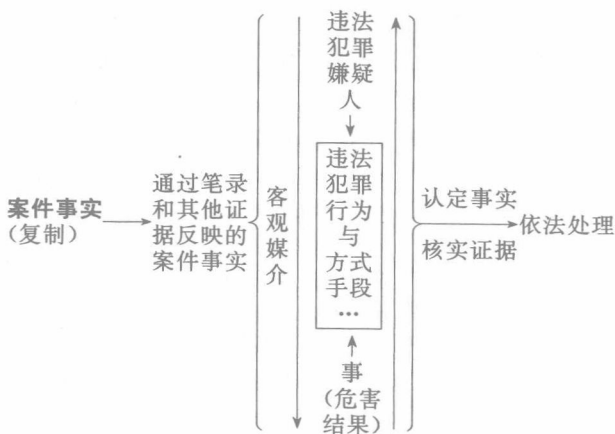 案件事实
(复制)
通过笔录
和其他证
据反映的
案件事实
客观媒介
违法
犯罪
嫌疑
人
违法
犯罪
行为
与
方式
手段
…
事
(危害
结果)
认定事实
核实证据
依法处理